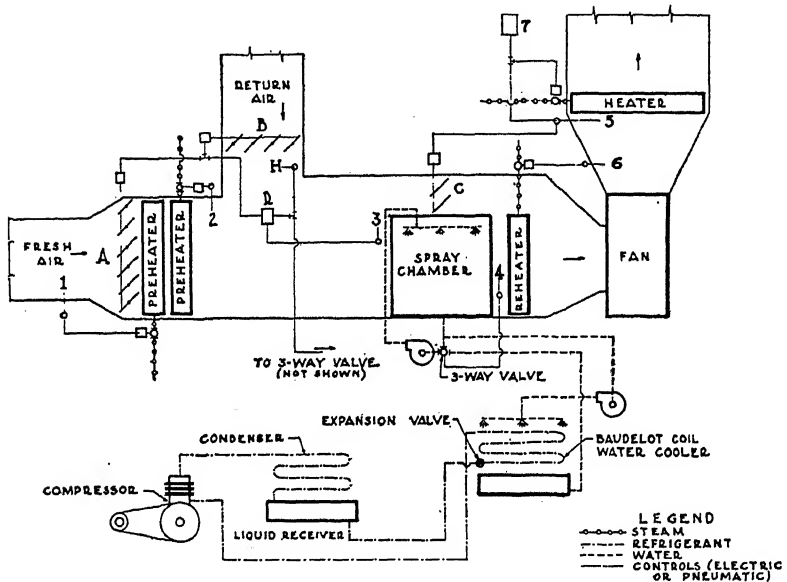 7
RETURN
AIR
B
HEATER
5
H
6
C
2
R
3
FRESH
AIR
A
PREHEATER
PREHEATER
SPRAY
CHAMBER
4
REHEATER
FAN
1
TO 3-WAY VALVE
(NOT SHOWN)
3-WAY VALVE
EXPANSION VALVE
CONDENSER
BAUDELOT COIL
WATER COOLER
COMPRESSOR
LIQUID RECEIVER
LEGEND
STEAM
REFRIGERANT
WATER
CONTROLS (ELECTRIC
OR PNEUMATIC)